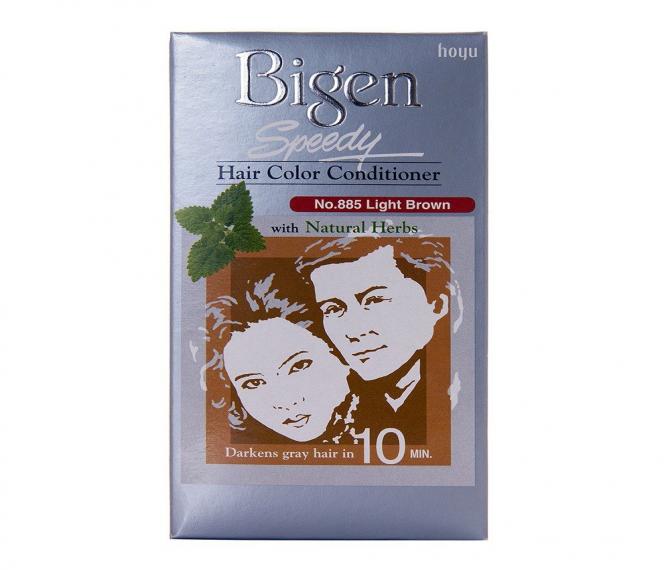 hoyu
Bigen
Speedy
Hair Color Conditioner
No.885 Light Brown
with Natural Herbs
Darkens gray hair in 10 MIN.